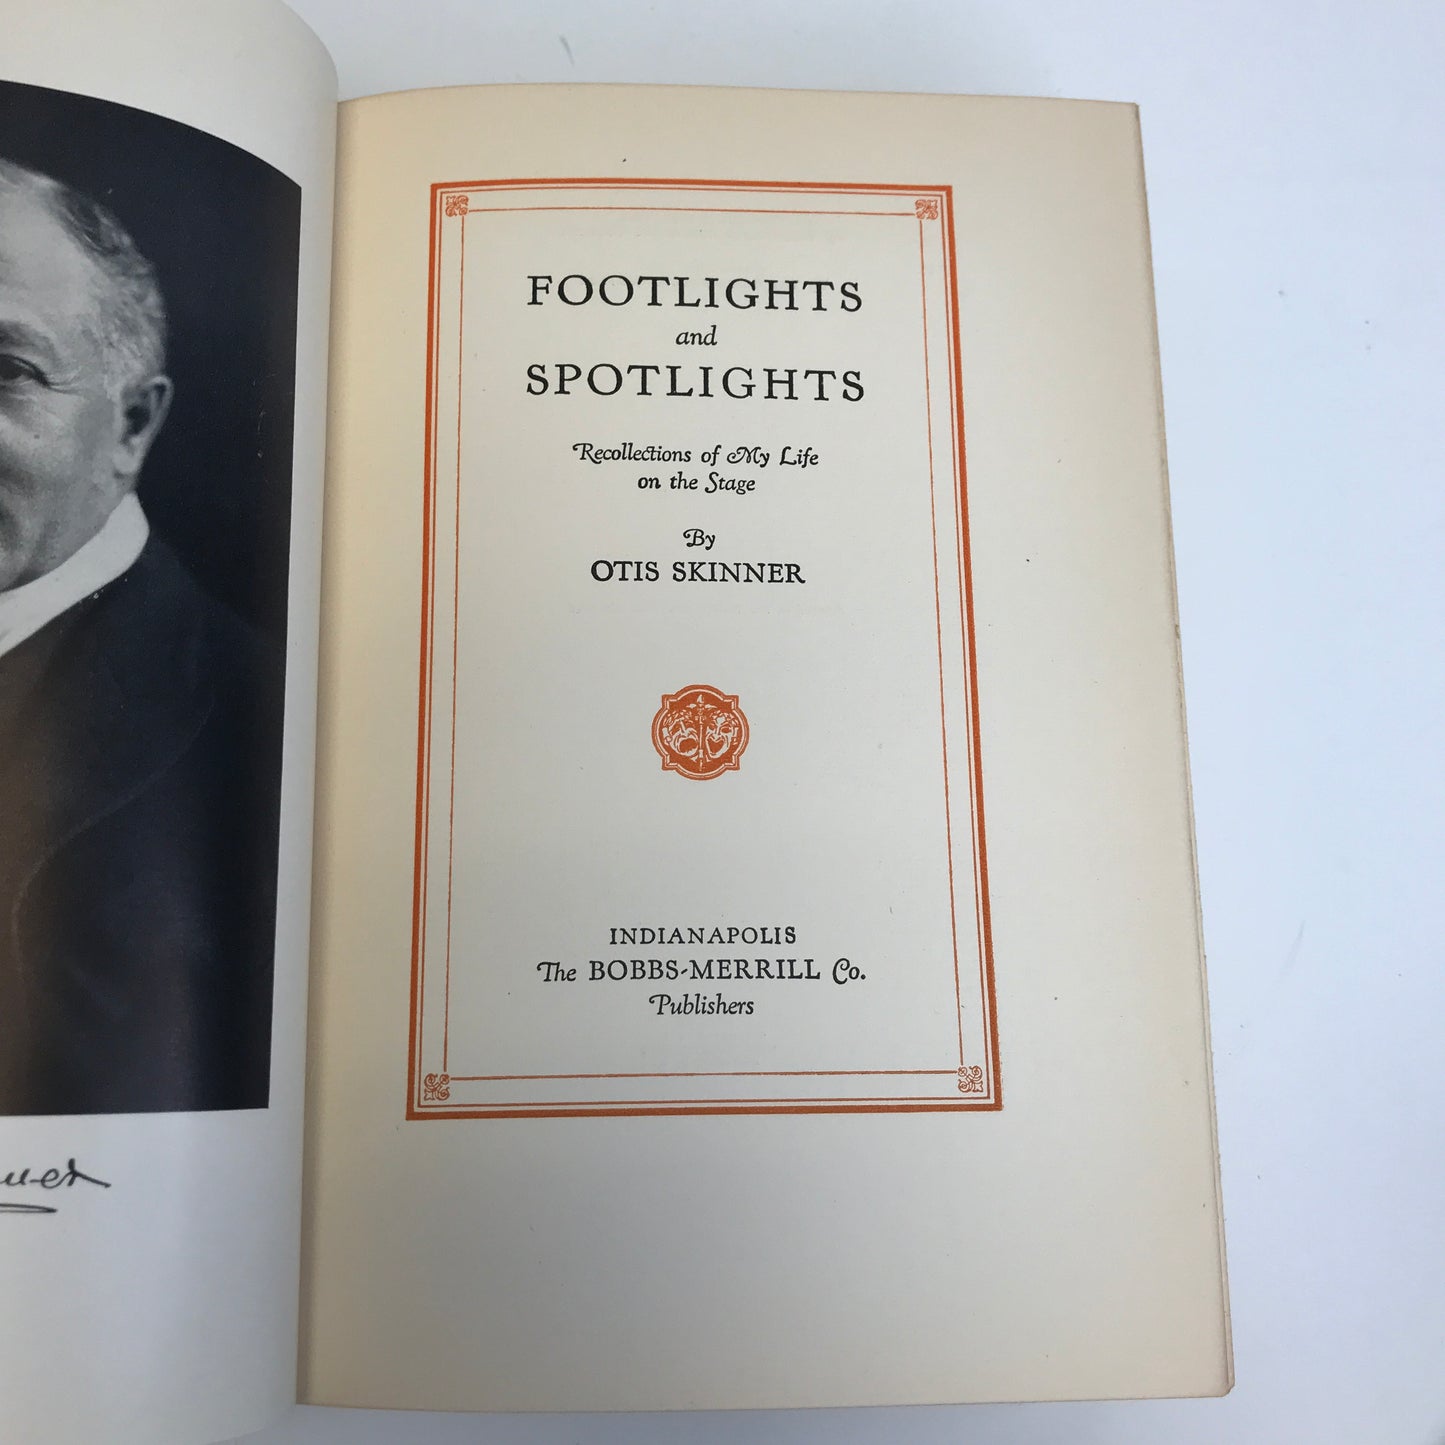 FOOTLIGHTS
and
SPOTLIGHTS
Recollections of My Life
on the Stage
By
OTIS SKINNER
INDIANAPOLIS
The BOBBS-MERRILL Co.
Publishers